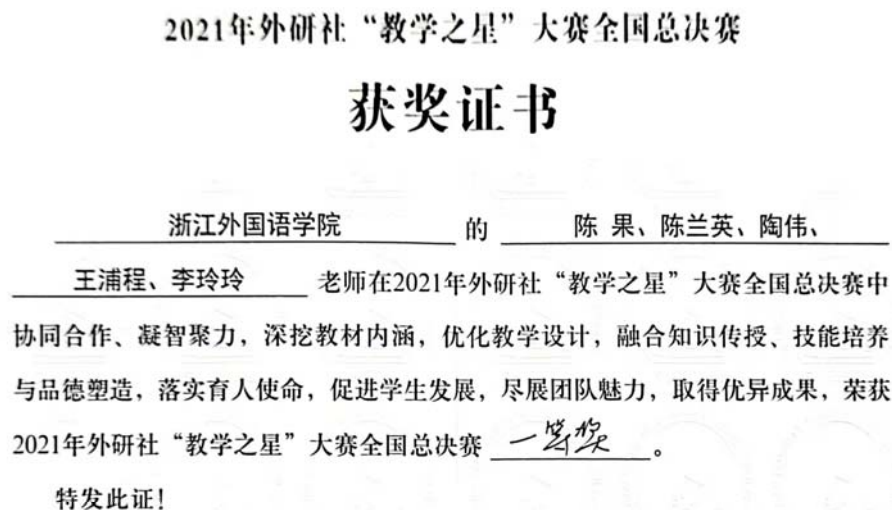 2021年外研社“教学之星”大赛全国总决赛
获奖证书
浙江外国语学院 的 陈 果、陈兰英、陶伟、
王浦程、李玲玲 老师在2021年外研社“教学之星”大赛全国总决赛中
协同合作、凝智聚力，深挖教材内涵，优化教学设计，融合知识传授、技能培养
与品德塑造，落实育人使命，促进学生发展，尽展团队魅力，取得优异成果，荣获
2021年外研社“教学之星”大赛全国总决赛 一等奖 。
特发此证！